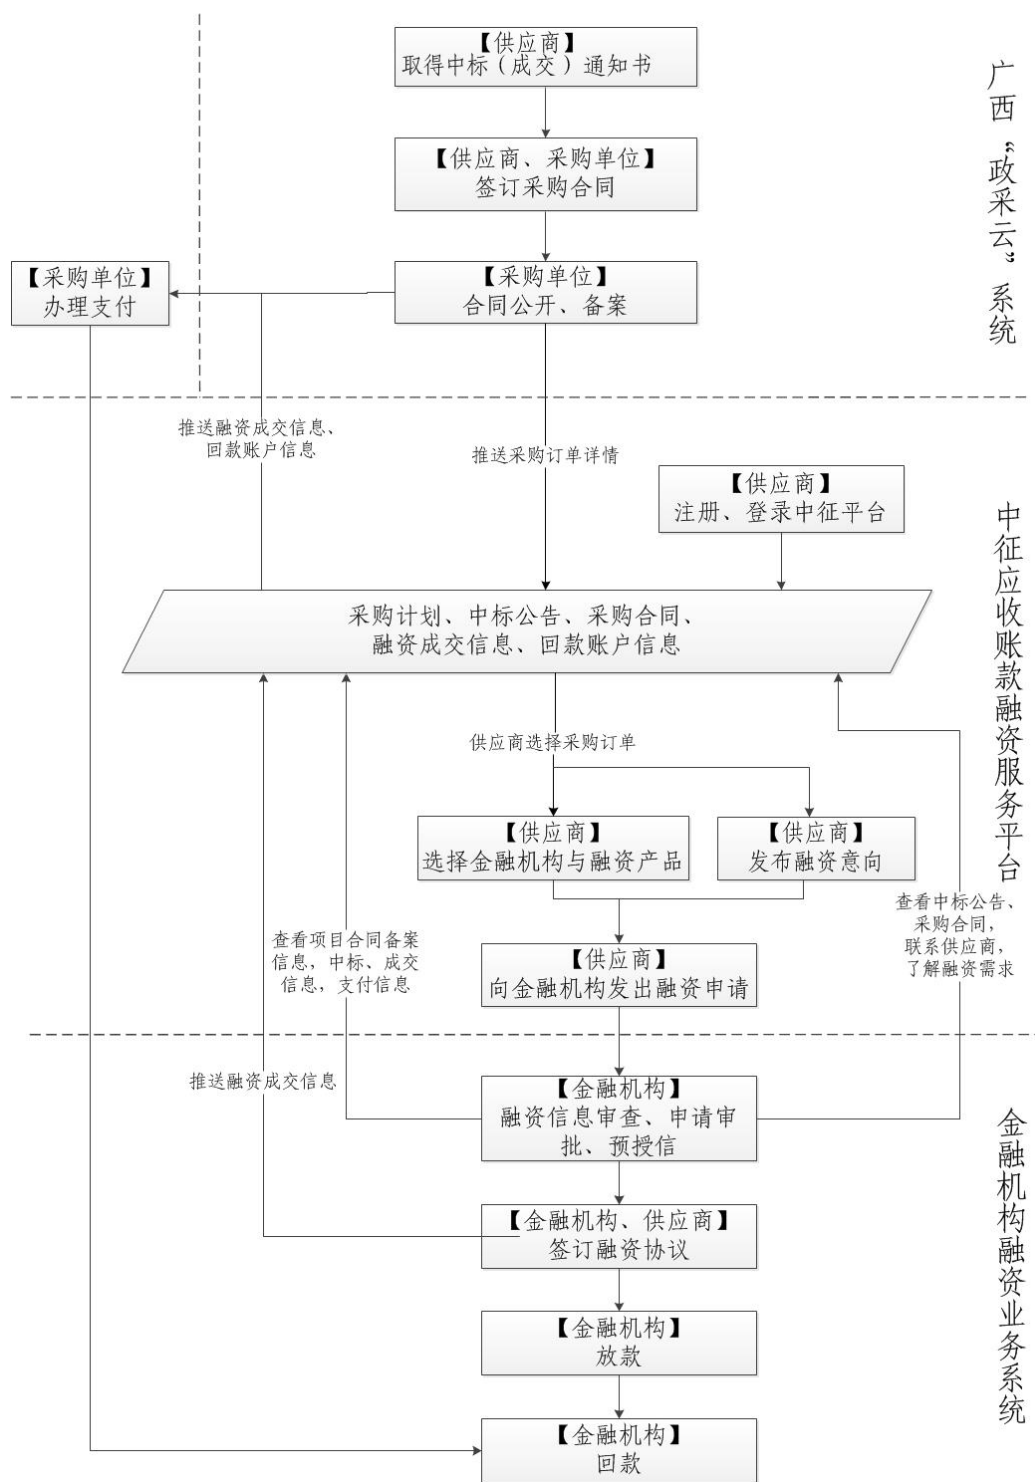 【供应商】
取得中标（成交）通知书
广西“政采云”系统
【供应商、采购单位】
签订采购合同
【采购单位】
办理支付
【采购单位】
合同公开、备案
推送融资成交信息、
回款账户信息
推送采购订单详情
【供应商】
注册、登录中征平台
中征应收账款融资服务平台
采购计划、中标公告、采购合同、
融资成交信息、回款账户信息
供应商选择采购订单
【供应商】
选择金融机构与融资产品
【供应商】
发布融资意向
查看项目合同备案
信息，中标、成交
信息，支付信息
查看中标公告、
采购合同，
联系供应商，
了解融资需求
【供应商】
向金融机构发出融资申请
推送融资成交信息
【金融机构】
融资信息审查、申请审
批、预授信
金融机构融资业务系统
【金融机构、供应商】
签订融资协议
【金融机构】
放款
【金融机构】
回款